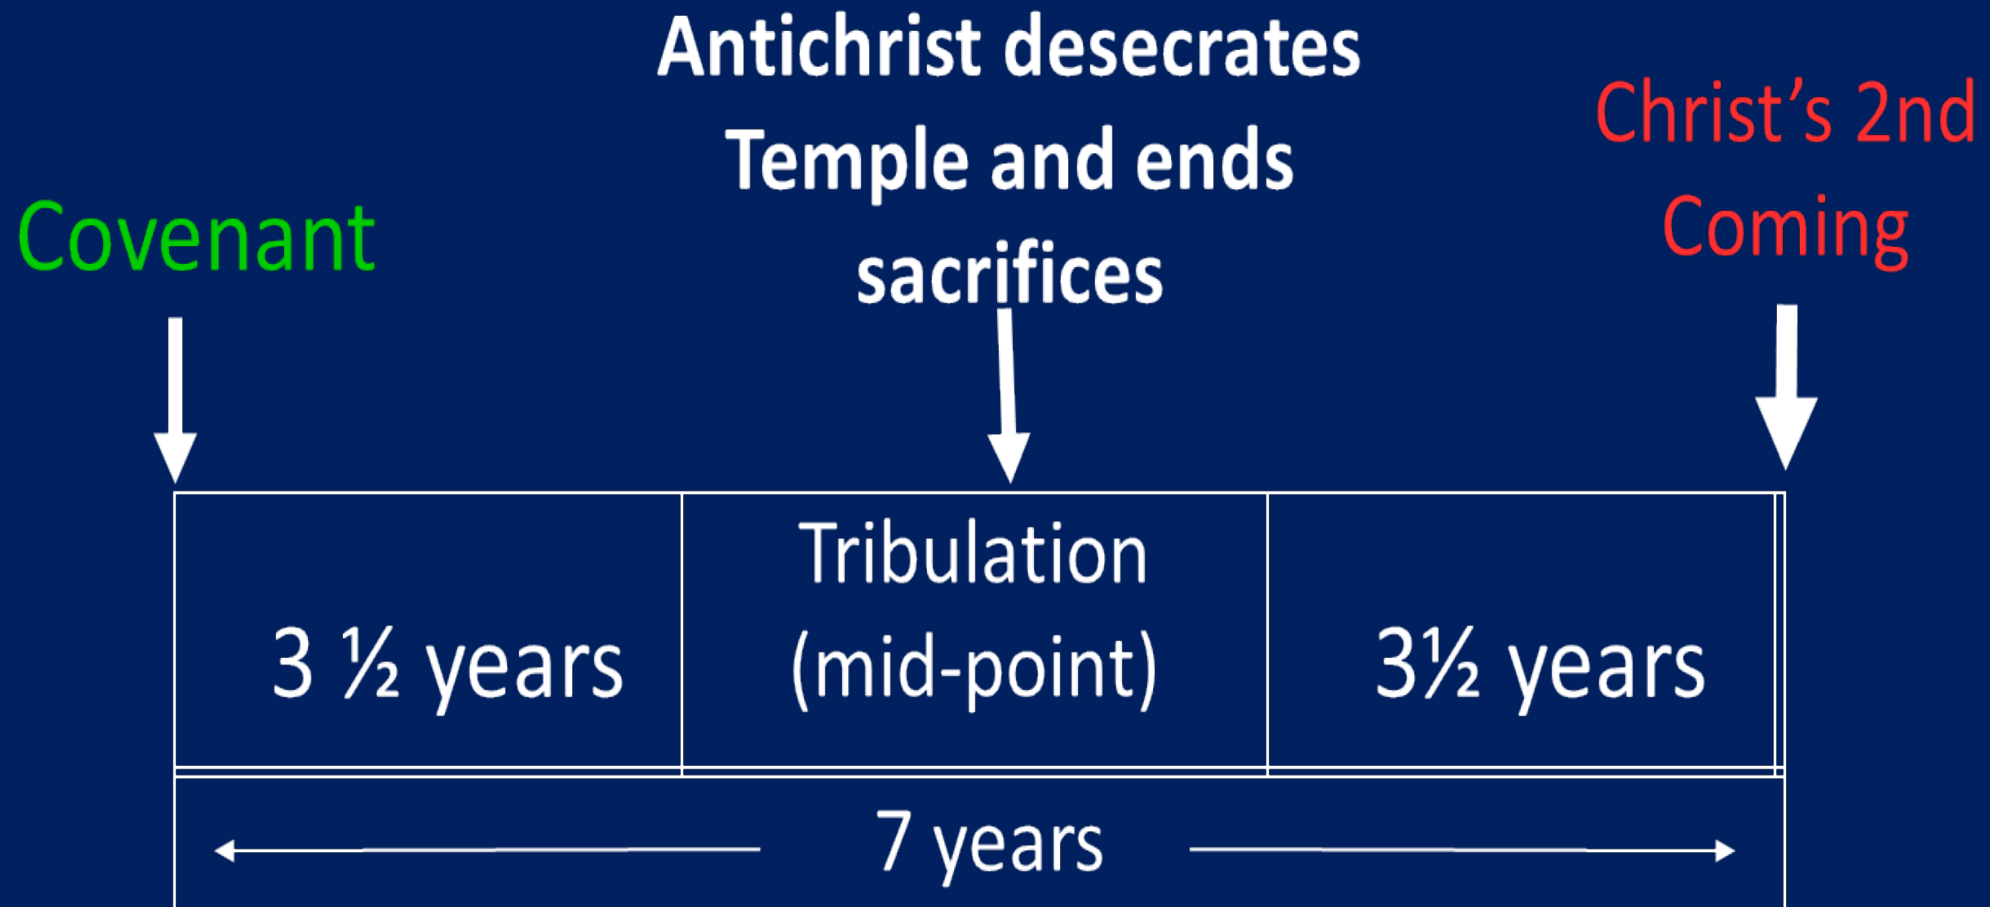 Antichrist desecrates
Temple and ends
sacrifices
Christ’s 2nd
Coming
Covenant
3 ½ years
Tribulation
(mid-point)
3½ years
7 years